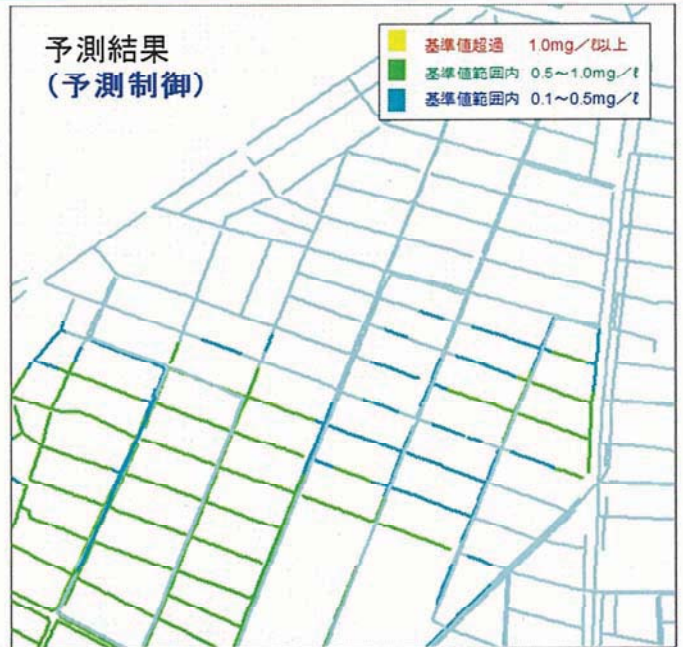 予測結果
(予測制御)
基準値超過 1.0mg/ℓ以上
基準値範囲内 0.5~1.0mg/ℓ
基準値範囲内 0.1~0.5mg/ℓ